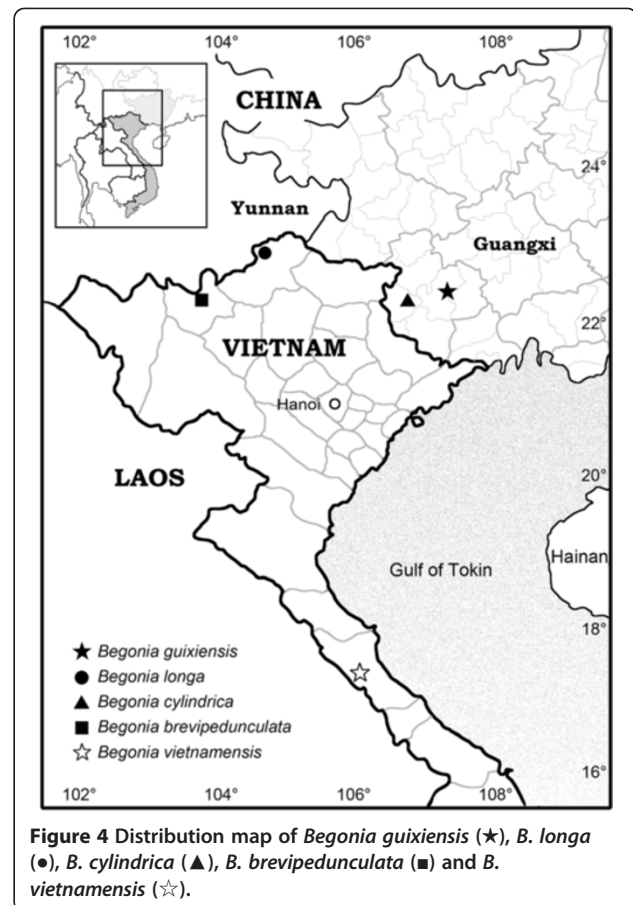 102°
104°
106°
108°
CHINA
24°
Yunnan
Guangxi
22°
VIETNAM
Hanoi
20°
LAOS
Hainan
Gulf of Tokin
18°
★ Begonia guixiensis
● Begonia longa
▲ Begonia cylindrica
■ Begonia brevipedunculata
☆ Begonia vietnamensis
16°
102°
104°
106°
108°
Figure 4 Distribution map of Begonia guixiensis (★), B. longa
(●), B. cylindrica (▲), B. brevipedunculata (■) and B.
vietnamensis (☆).